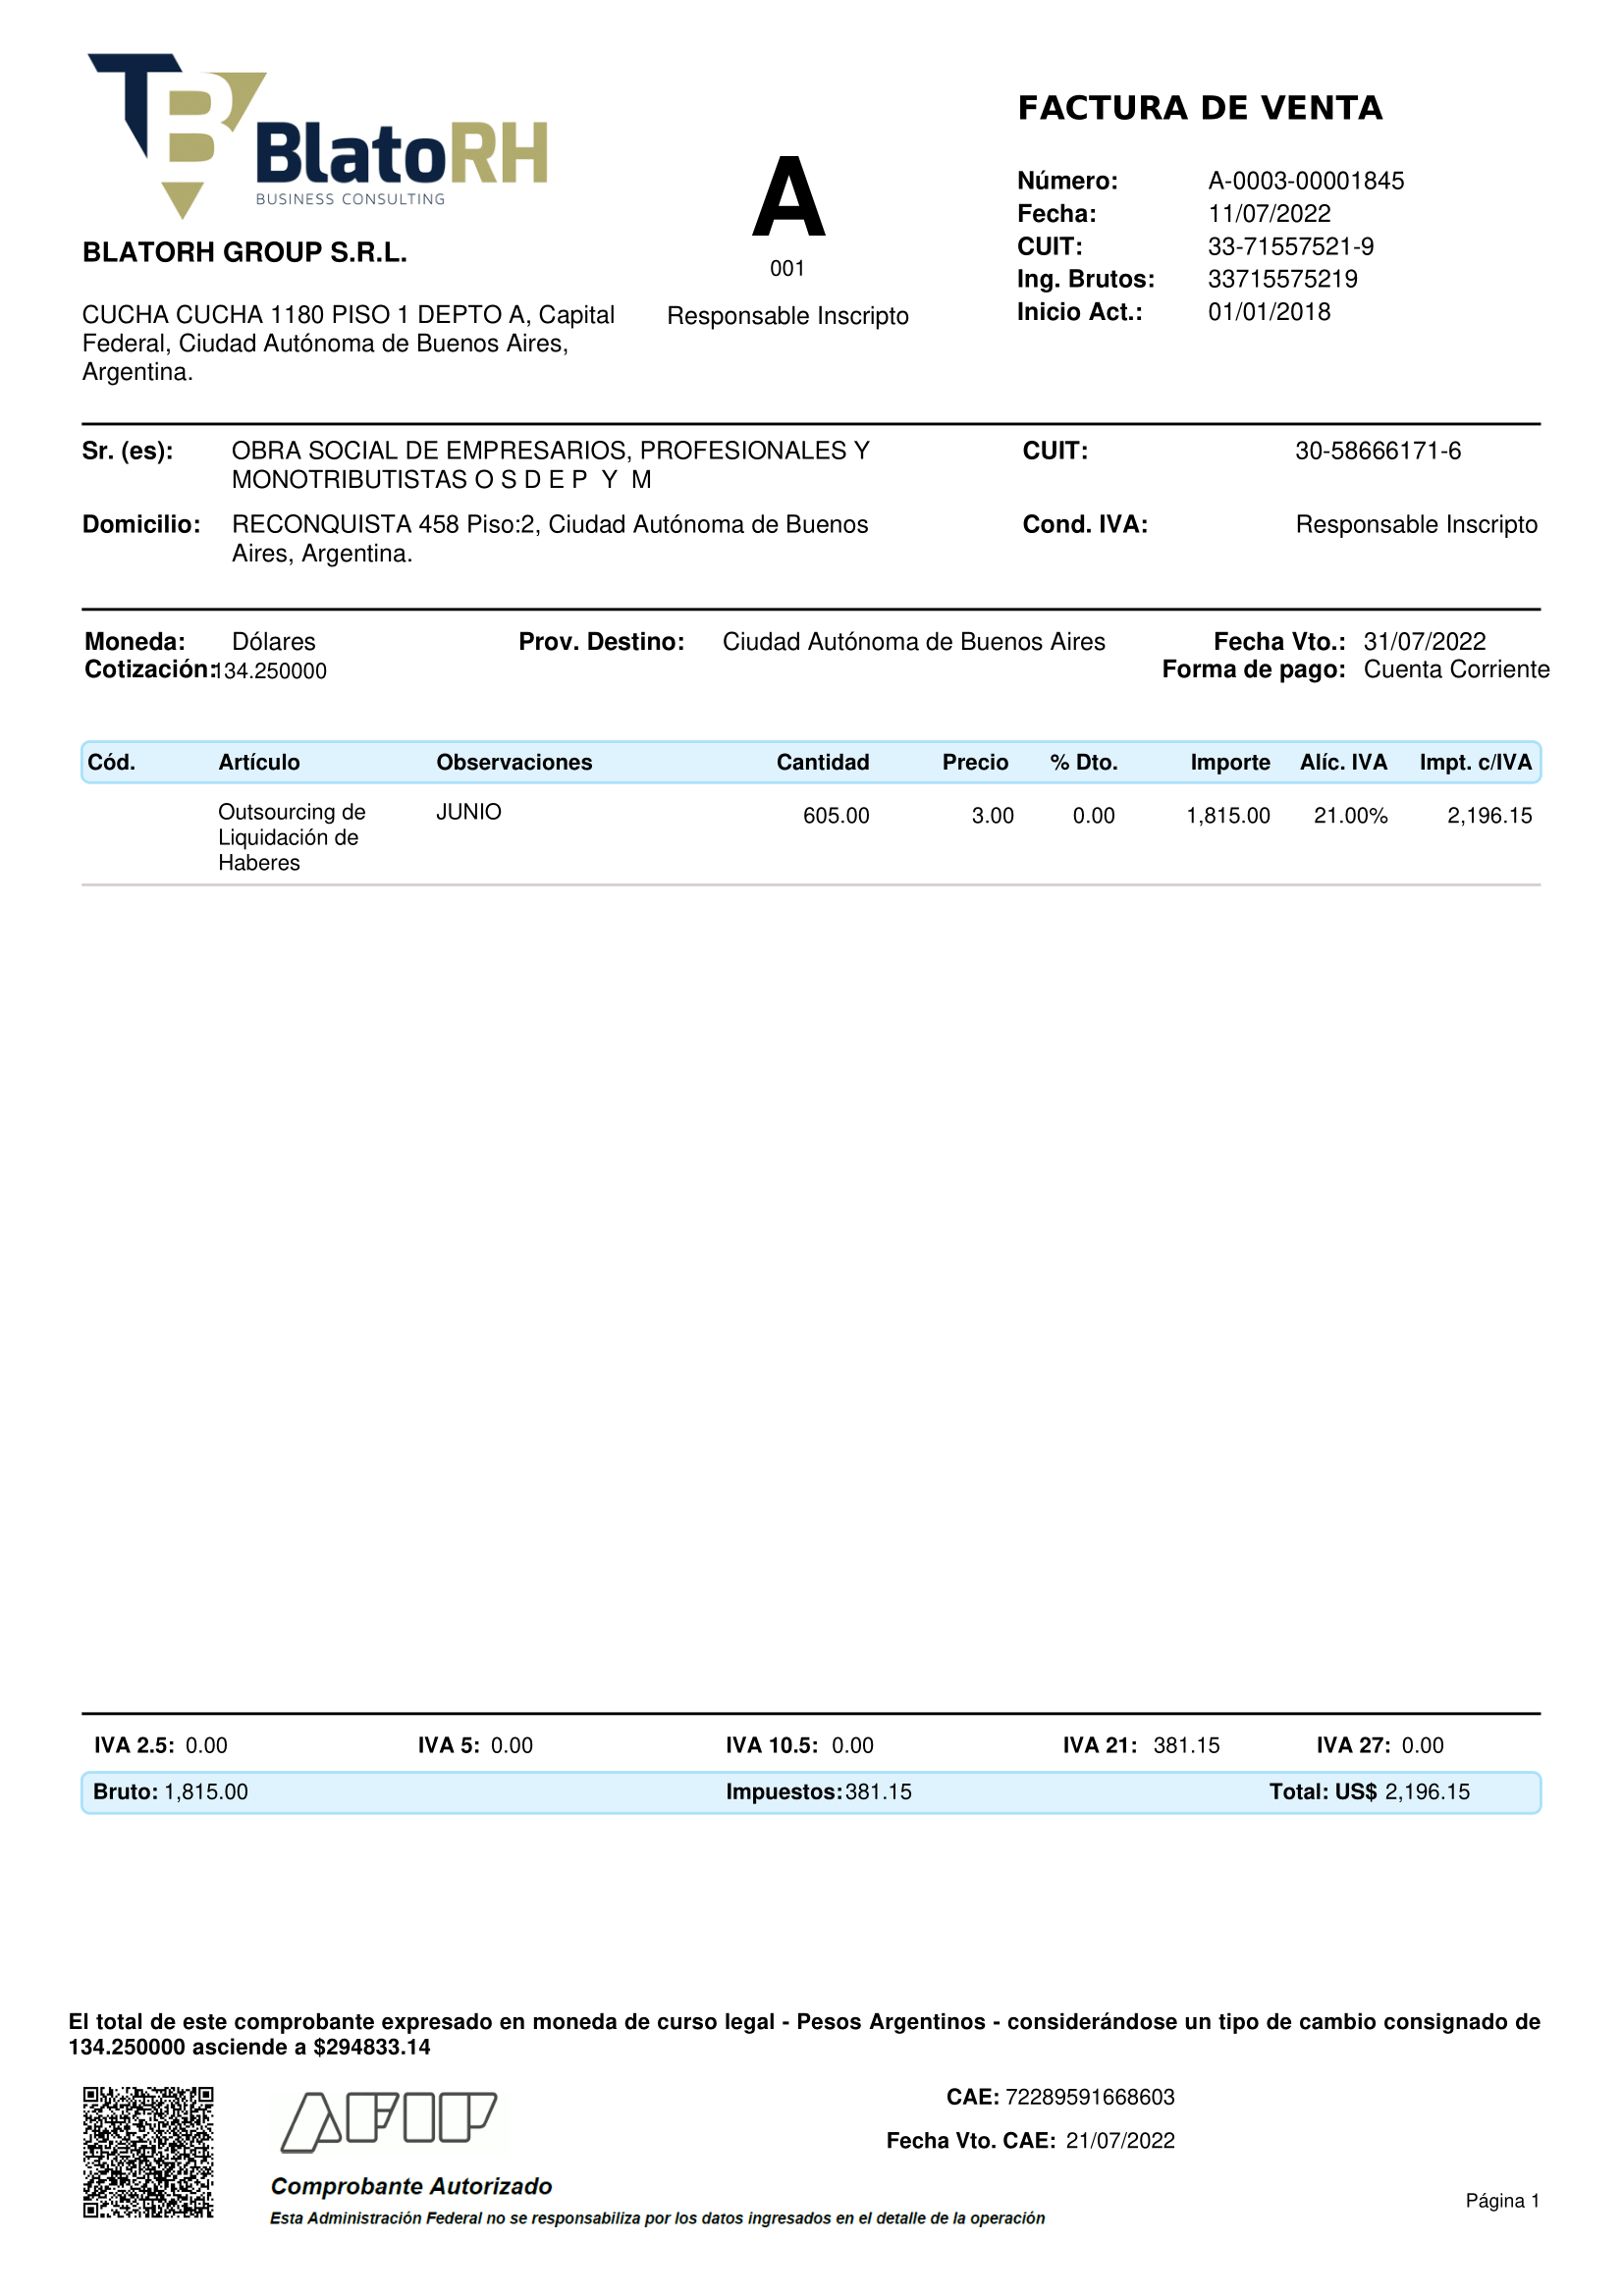 TB BlatoRH
BUSINESS CONSULTING
BLATORH GROUP S.R.L.
CUCHA CUCHA 1180 PISO 1 DEPTO A, Capital
Federal, Ciudad Autónoma de Buenos Aires,
Argentina.
A
001
Responsable Inscripto
FACTURA DE VENTA
Número: A-0003-00001845
Fecha: 11/07/2022
CUIT: 33-71557521-9
Ing. Brutos: 33715575219
Inicio Act.: 01/01/2018
Sr. (es): OBRA SOCIAL DE EMPRESARIOS, PROFESIONALES Y
MONOTRIBUTISTAS O S D E P Y M
CUIT: 30-58666171-6
Domicilio: RECONQUISTA 458 Piso:2, Ciudad Autónoma de Buenos
Aires, Argentina.
Cond. IVA: Responsable Inscripto
Moneda: Dólares Prov. Destino: Ciudad Autónoma de Buenos Aires Fecha Vto.: 31/07/2022
Cotización: 134.250000 Forma de pago: Cuenta Corriente
Cód. Artículo Observaciones Cantidad Precio % Dto. Importe Alíc. IVA Impt. c/IVA
Outsourcing de JUNIO 605.00 3.00 0.00 1,815.00 21.00% 2,196.15
Liquidación de
Haberes
IVA 2.5: 0.00 IVA 5: 0.00 IVA 10.5: 0.00 IVA 21: 381.15 IVA 27: 0.00
Bruto: 1,815.00 Impuestos: 381.15 Total: US$ 2,196.15
El total de este comprobante expresado en moneda de curso legal - Pesos Argentinos - considerándose un tipo de cambio consignado de
134.250000 asciende a $294833.14
AFIP
CAE: 72289591668603
Fecha Vto. CAE: 21/07/2022
Comprobante Autorizado
Esta Administración Federal no se responsabiliza por los datos ingresados en el detalle de la operación
Página 1